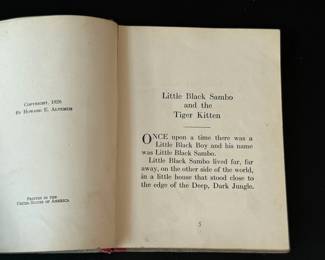 Copyright, 1926
By Howard E. Altemus
Printed in the
United States of America
Little Black Sambo
and the
Tiger Kitten
ONCE upon a time there was a
Little Black Boy and his name
was Little Black Sambo.
Little Black Sambo lived far, far
away, on the other side of the world,
in a little house that stood close to
the edge of the Deep, Dark Jungle.
5